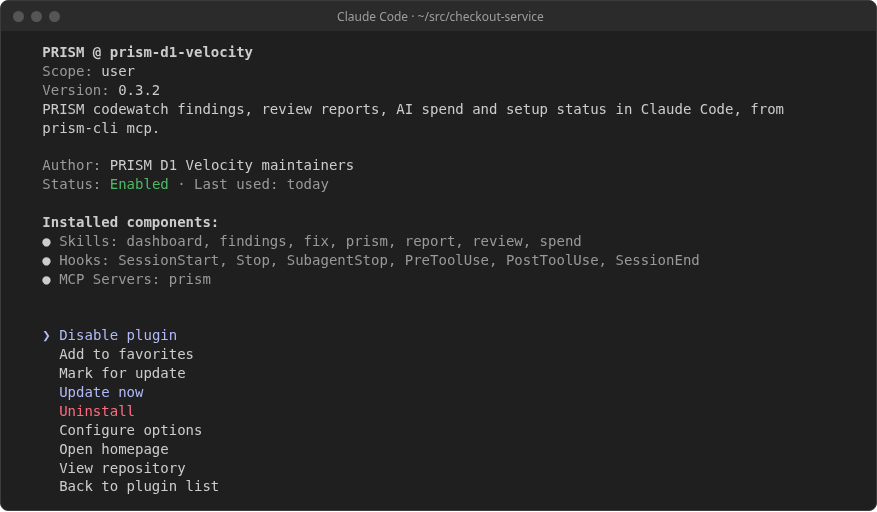 Claude Code · ~/src/checkout-service
PRISM @ prism-d1-velocity
Scope: user
Version: 0.3.2
PRISM codewatch findings, review reports, AI spend and setup status in Claude Code, from
prism-cli mcp.
Author: PRISM D1 Velocity maintainers
Status: Enabled · Last used: today
Installed components:
● Skills: dashboard, findings, fix, prism, report, review, spend
● Hooks: SessionStart, Stop, SubagentStop, PreToolUse, PostToolUse, SessionEnd
● MCP Servers: prism
❯ Disable plugin
Add to favorites
Mark for update
Update now
Uninstall
Configure options
Open homepage
View repository
Back to plugin list